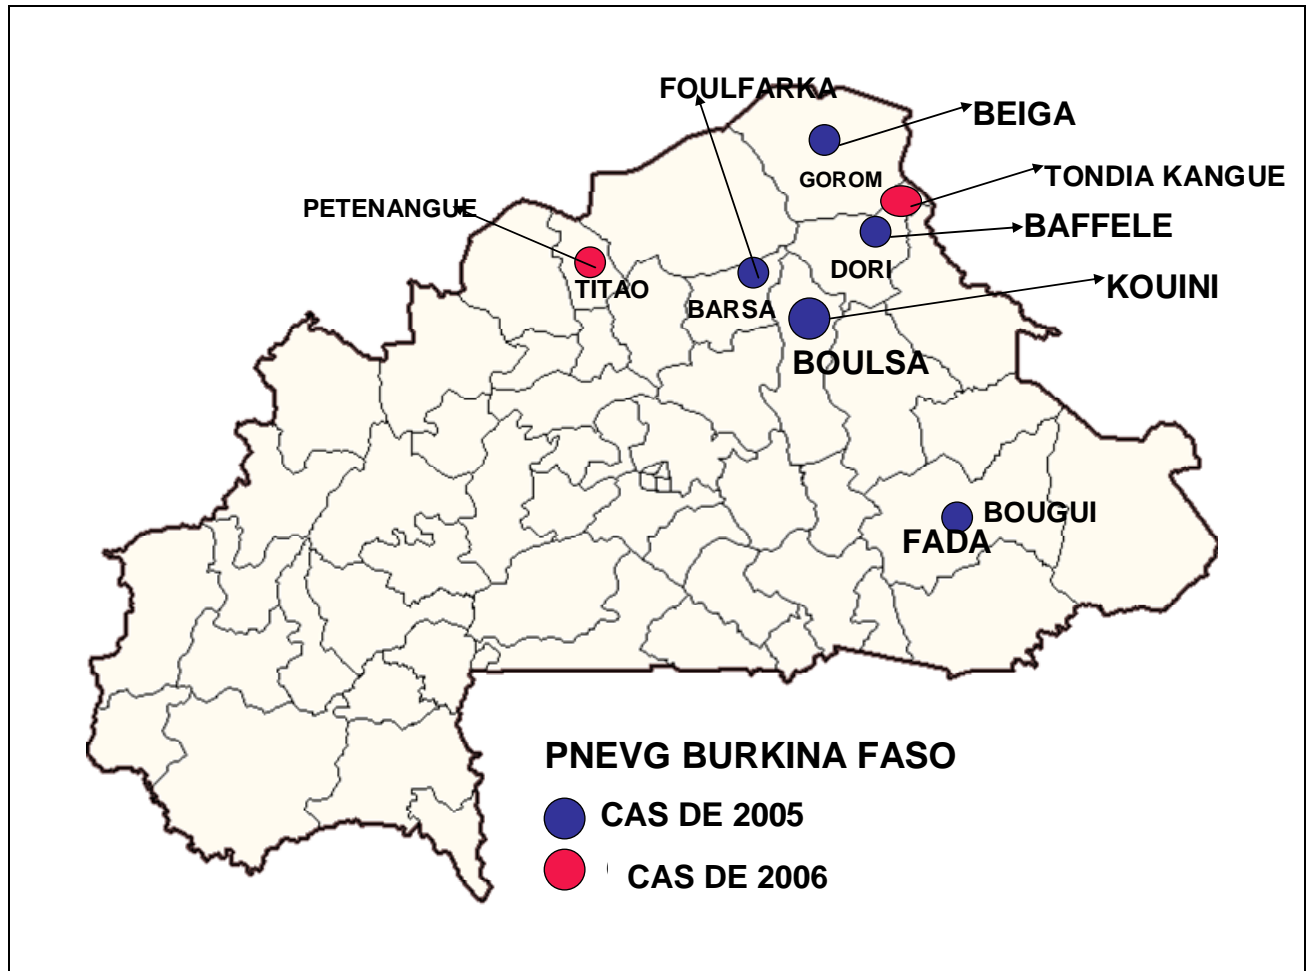 FOULFARKA
BEIGA
GOROM
TONDIA KANGUE
PETENANGUE
BAFFELE
DORI
TITAO
KOUINI
BARSA
BOULSA
BOUGUI
FADA
PNEVG BURKINA FASO
CAS DE 2005
CAS DE 2006